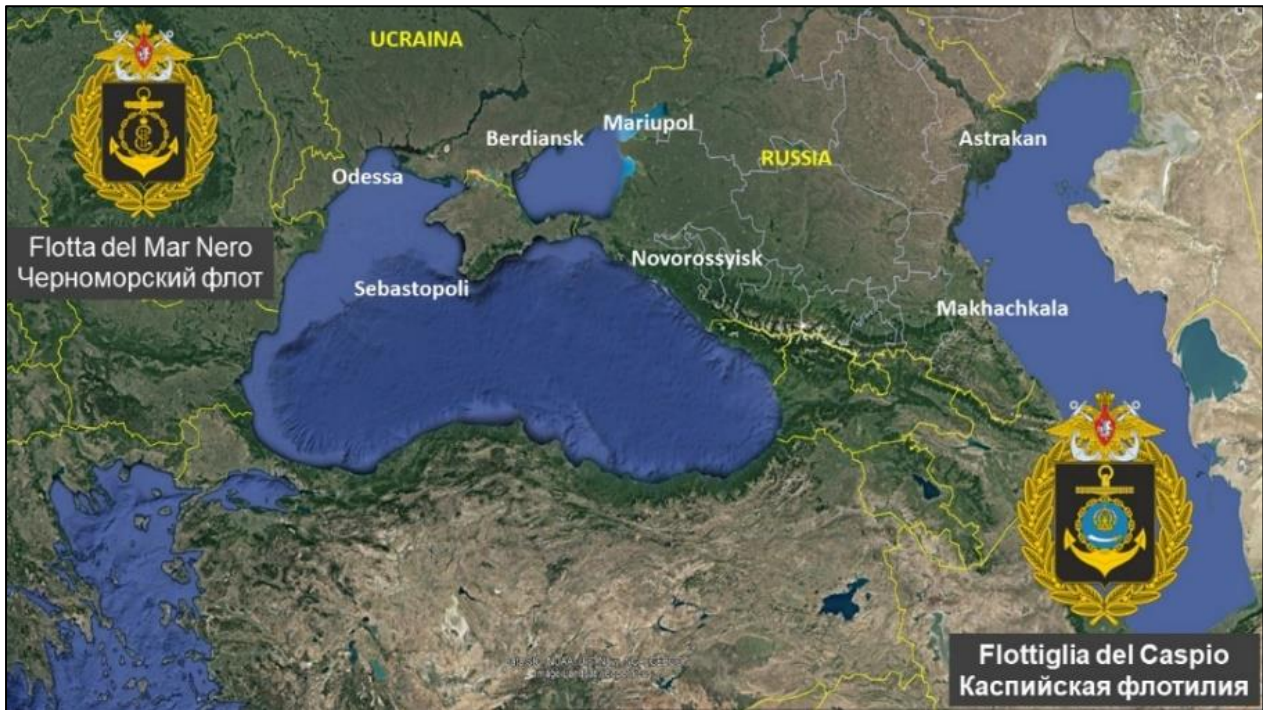 UCRAINA
Mariupol
Berdiansk
Astrakan
RUSSIA
Odessa
Flotta del Mar Nero
Черноморский флот
Novorossyisk
Sebastopoli
Makhachkala
Flottiglia del Caspio
Каспийская флотилия